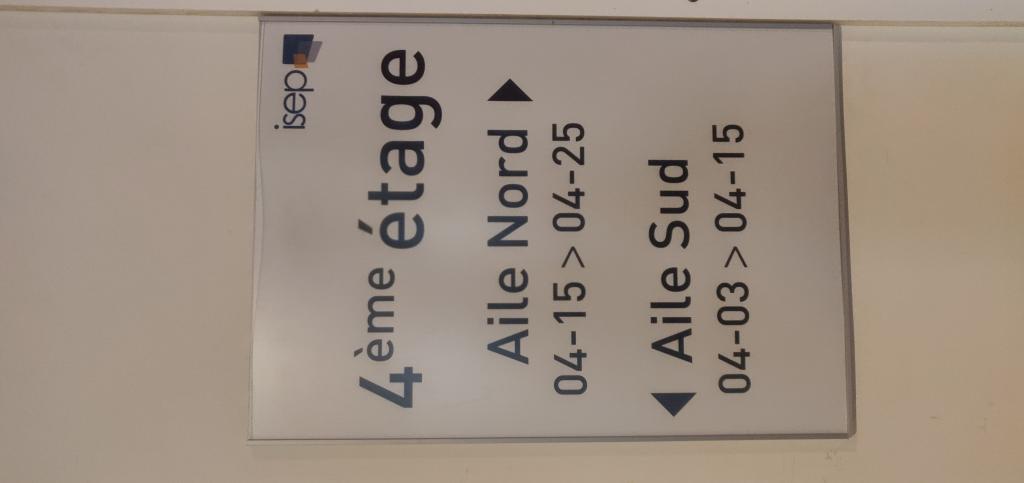 isep
4ème étage
Aile Nord ▶
04-15 > 04-25
◀ Aile Sud
04-03 > 04-15